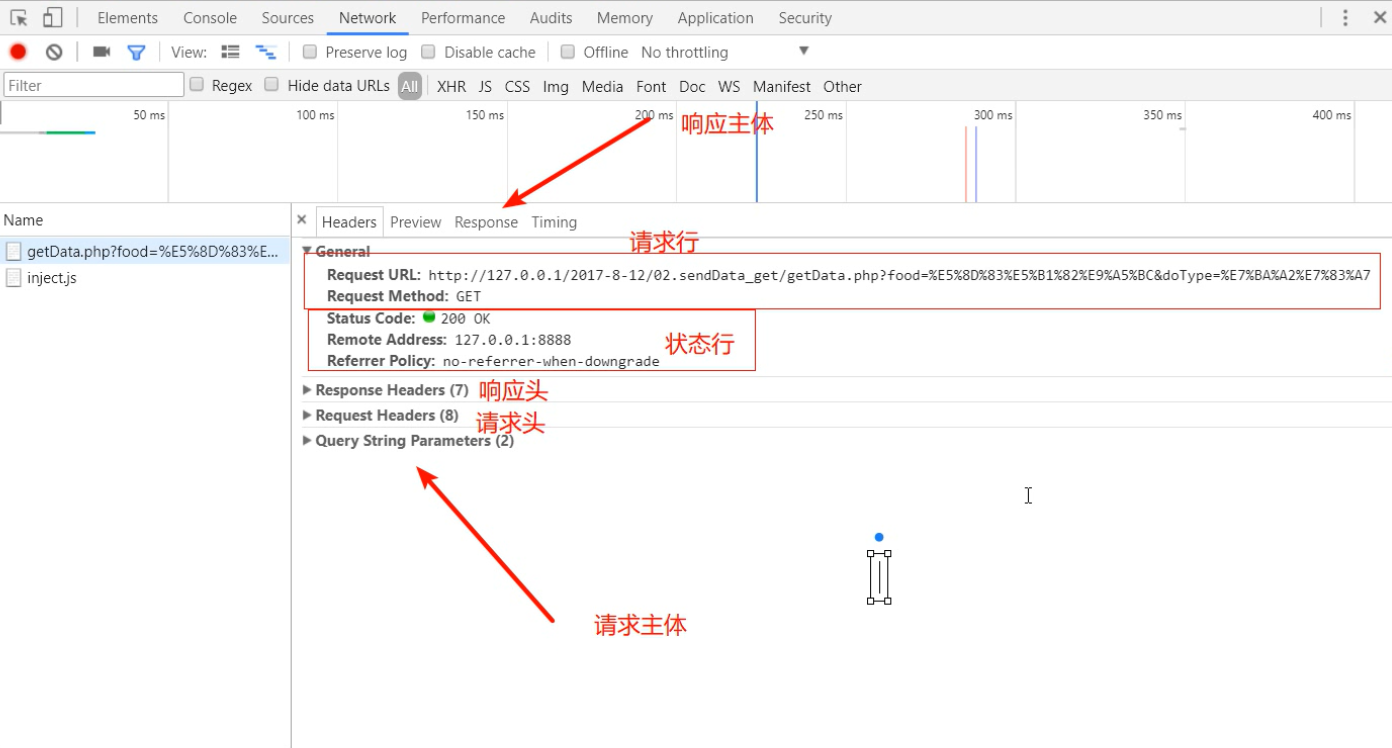 Elements Console Sources Network Performance Audits Memory Application Security
View: Preserve log Disable cache Offline No throttling
Filter Regex Hide data URLs All XHR JS CSS Img Media Font Doc WS Manifest Other
50 ms 100 ms 150 ms 200 ms 250 ms 300 ms 350 ms 400 ms
响应主体
Name
Headers Preview Response Timing
getData.php?food=%E5%8D%83%E...
inject.js
General
请求行
Request URL: http://127.0.0.1/2017-8-12/02.sendData_get/getData.php?food=%E5%8D%83%E5%B1%82%E9%A5%BC&doType=%E7%BA%A2%E7%83%A7
Request Method: GET
Status Code: 200 OK
Remote Address: 127.0.0.1:8888
状态行
Referrer Policy: no-referrer-when-downgrade
Response Headers (7) 响应头
Request Headers (8) 请求头
Query String Parameters (2)
请求主体